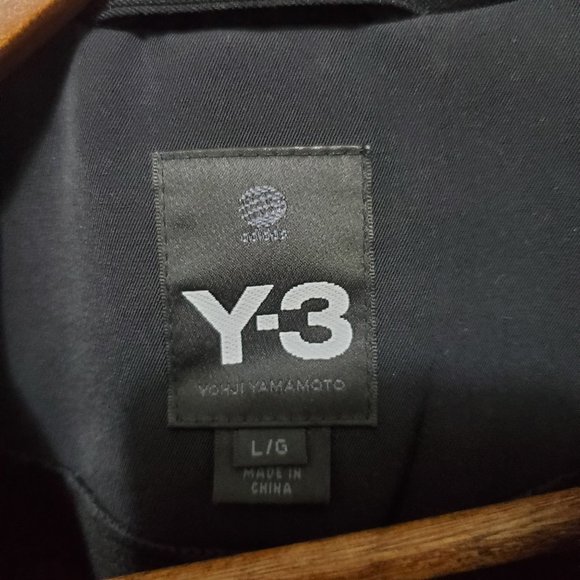 adidas
Y-3
YOHJI YAMAMOTO
L/G
MADE IN
CHINA